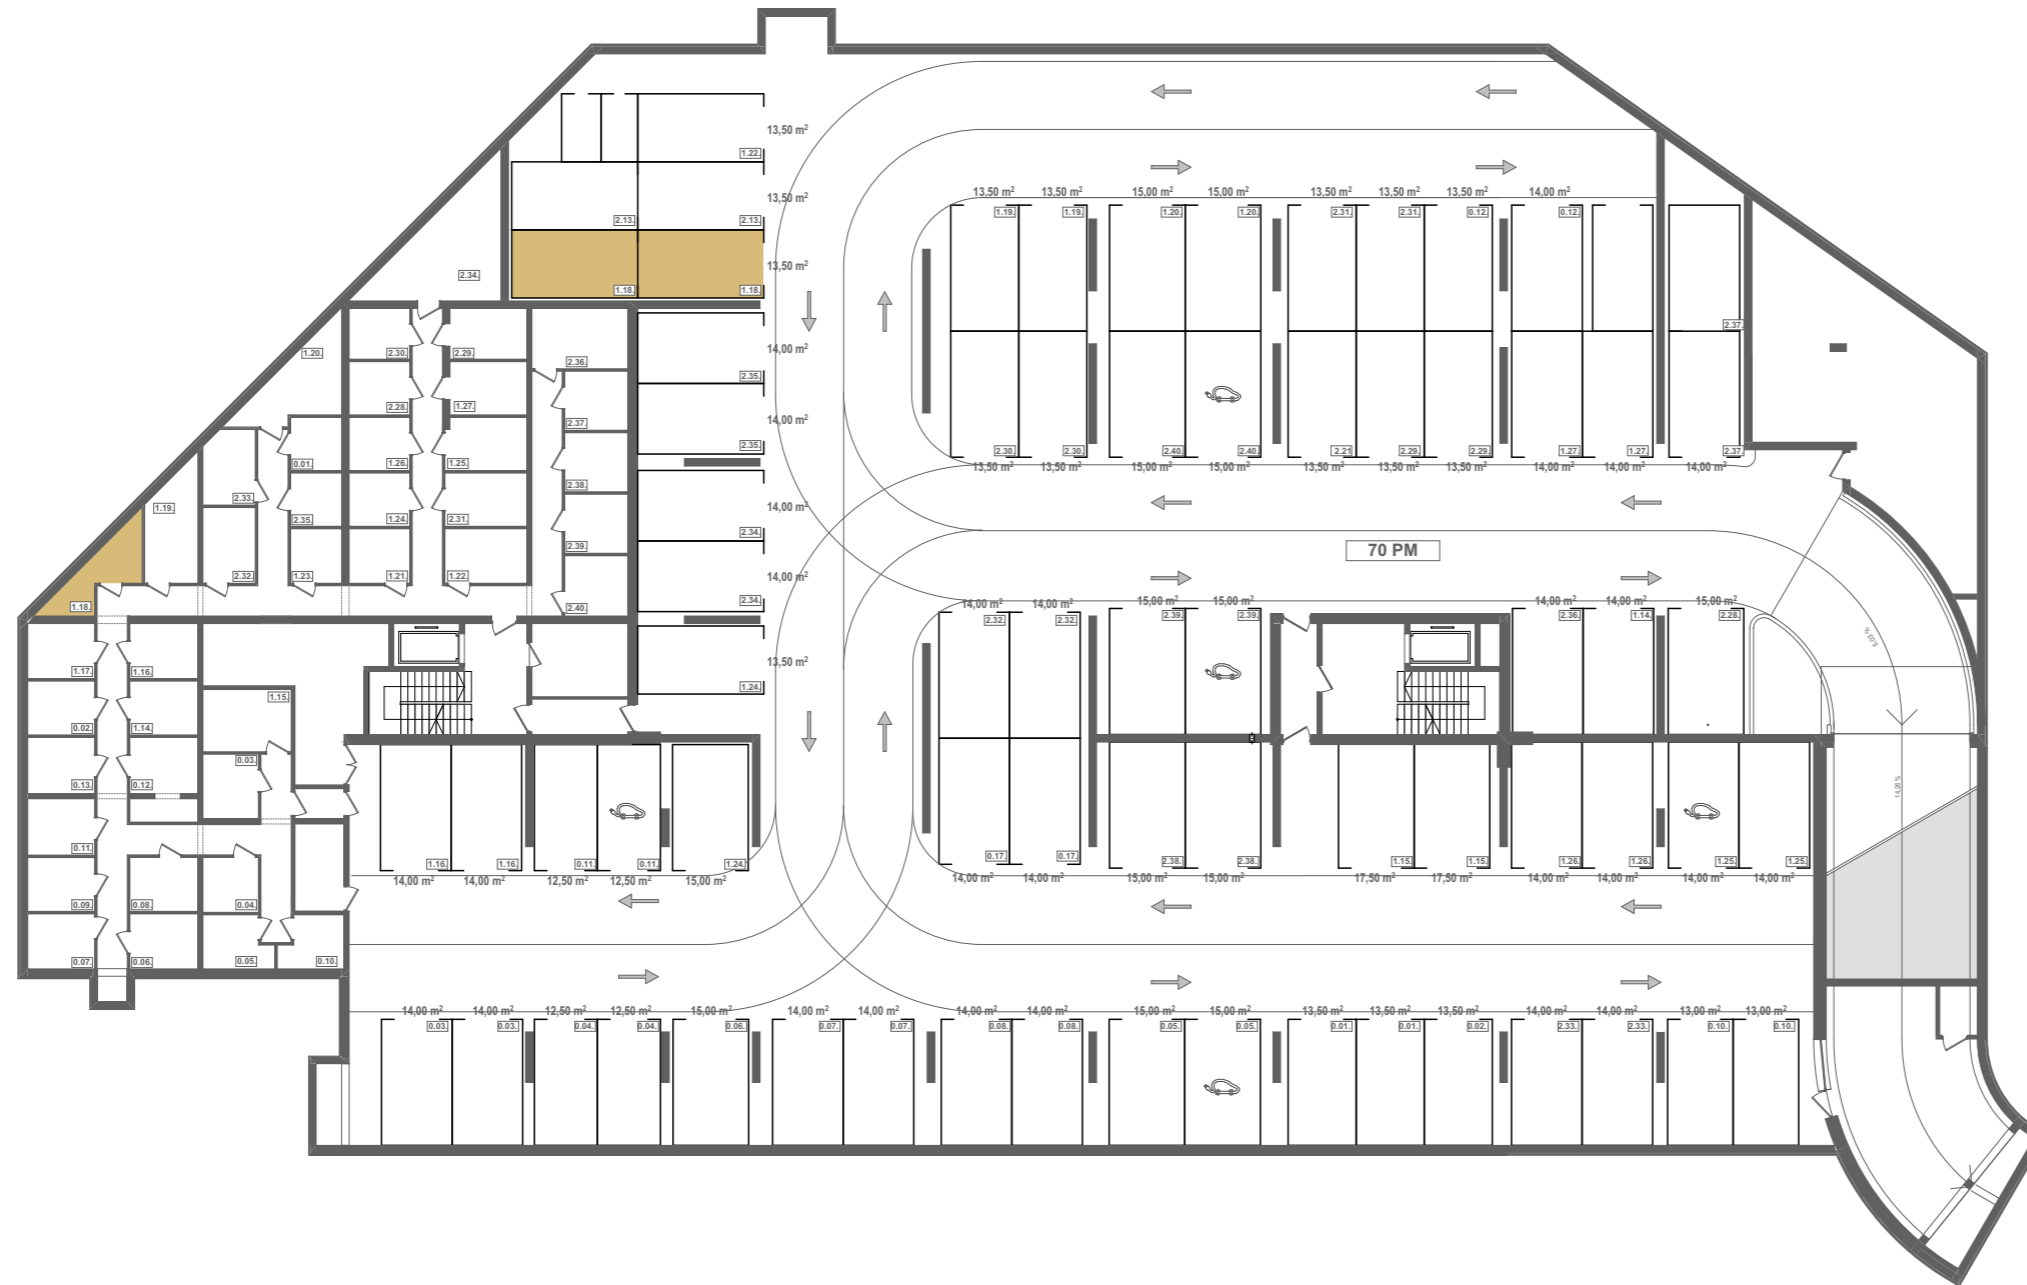 13,50 m²
1.22.
13,50 m²
2.13. 2.13.
13,50 m²
1.18. 1.18.
2.34.
13,50 m² 13,50 m² 15,00 m² 15,00 m² 13,50 m² 13,50 m² 13,50 m² 14,00 m²
1.19. 1.19. 1.20. 1.20. 2.31. 2.31. 0.12. 0.12.
2.37.
1.20. 2.30. 2.29. 2.36. 14,00 m²
2.35.
2.28. 1.27. 2.37. 14,00 m²
2.35.
2.30. 2.30. 2.40. 2.40. 2.21 2.29. 2.29. 1.27. 1.27. 2.37.
13,50 m² 13,50 m² 15,00 m² 15,00 m² 13,50 m² 13,50 m² 13,50 m² 14,00 m² 14,00 m² 14,00 m²
0.01. 1.26. 1.25. 2.38.
2.33. 1.19. 2.35. 1.24. 2.31. 14,00 m²
2.34.
2.39.
2.32. 1.23. 1.21. 1.22. 14,00 m²
1.18. 2.40. 2.34.
70 PM
14,00 m² 14,00 m² 15,00 m² 15,00 m² 14,00 m² 14,00 m² 15,00 m²
2.32. 2.32. 2.39. 2.39. 2.36. 1.14. 2.28.
5,03 %
13,50 m²
1.24.
1.17. 1.16.
1.15.
0.02. 1.14.
0.03.
0.13. 0.12.
14,26 %
0.11.
1.16. 1.16. 0.11. 0.11. 1.24.
14,00 m² 14,00 m² 12,50 m² 12,50 m² 15,00 m²
0.17. 0.17. 2.38. 2.38. 1.15. 1.15. 1.26. 1.26. 1.25. 1.25.
14,00 m² 14,00 m² 15,00 m² 15,00 m² 17,50 m² 17,50 m² 14,00 m² 14,00 m² 14,00 m² 14,00 m²
0.09. 0.08. 0.04.
0.07. 0.06. 0.05. 0.10.
14,00 m² 14,00 m² 12,50 m² 12,50 m² 15,00 m² 14,00 m² 14,00 m² 14,00 m² 14,00 m² 15,00 m² 15,00 m² 13,50 m² 13,50 m² 13,50 m² 14,00 m² 14,00 m² 13,00 m² 13,00 m²
0.03. 0.03. 0.04. 0.04. 0.06. 0.07. 0.07. 0.08. 0.08. 0.05. 0.05. 0.01. 0.01. 0.02. 2.33. 2.33. 0.10. 0.10.